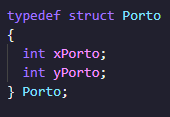 typedef struct Porto
{
  int xPorto;
  int yPorto;
} Porto;